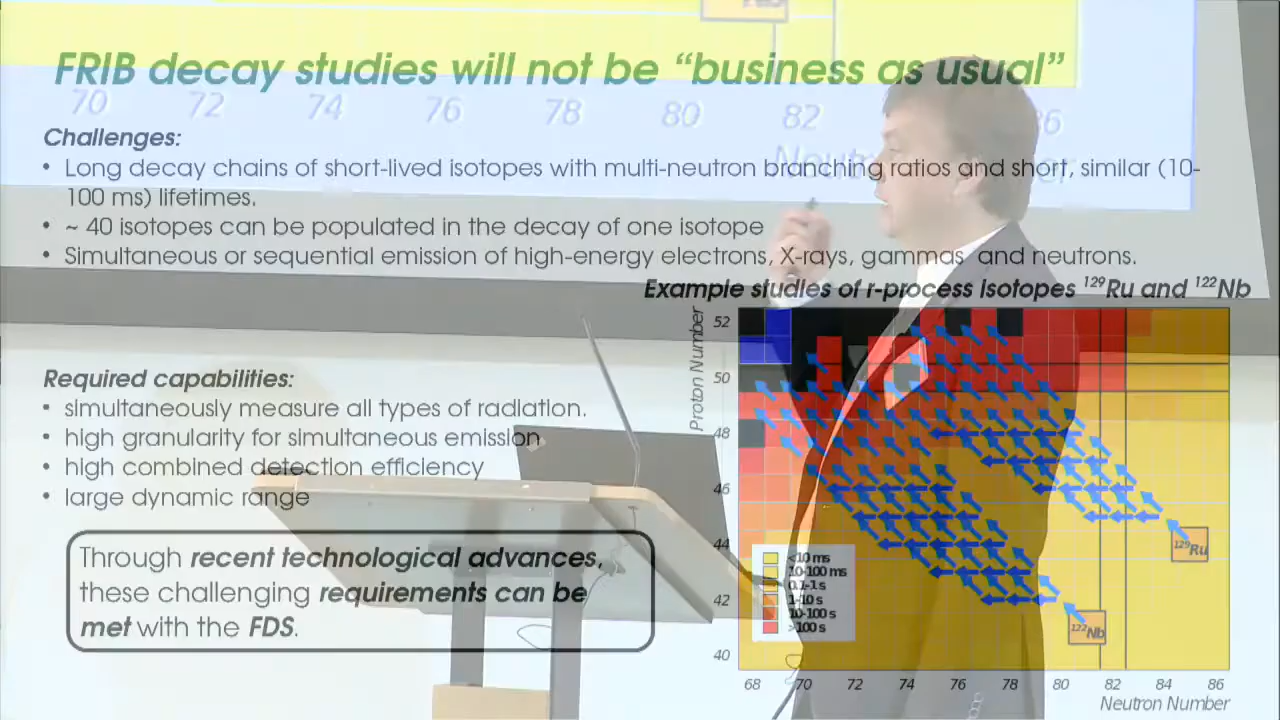 FRIB decay studies will not be “business as usual”
70 72 74 76 78 80 82 86
Challenges:
• Long decay chains of short-lived isotopes with multi-neutron branching ratios and short, similar (10-
100 ms) lifetimes.
• ~ 40 isotopes can be populated in the decay of one isotope
• Simultaneous or sequential emission of high-energy electrons, X-rays, gammas and neutrons.
Example studies of r-process isotopes ¹²⁹Ru and ¹²²Nb
Required capabilities:
• simultaneously measure all types of radiation.
• high granularity for simultaneous emission
• high combined detection efficiency
• large dynamic range
Through recent technological advances,
these challenging requirements can be
met with the FDS.
Proton Number
52
50
48
46
44
42
40
¹²⁹Ru
¹²²Nb
<10 ms
10-100 ms
0.1-1 s
1-10 s
10-100 s
>100 s
68 70 72 74 76 78 80 82 84 86
Neutron Number